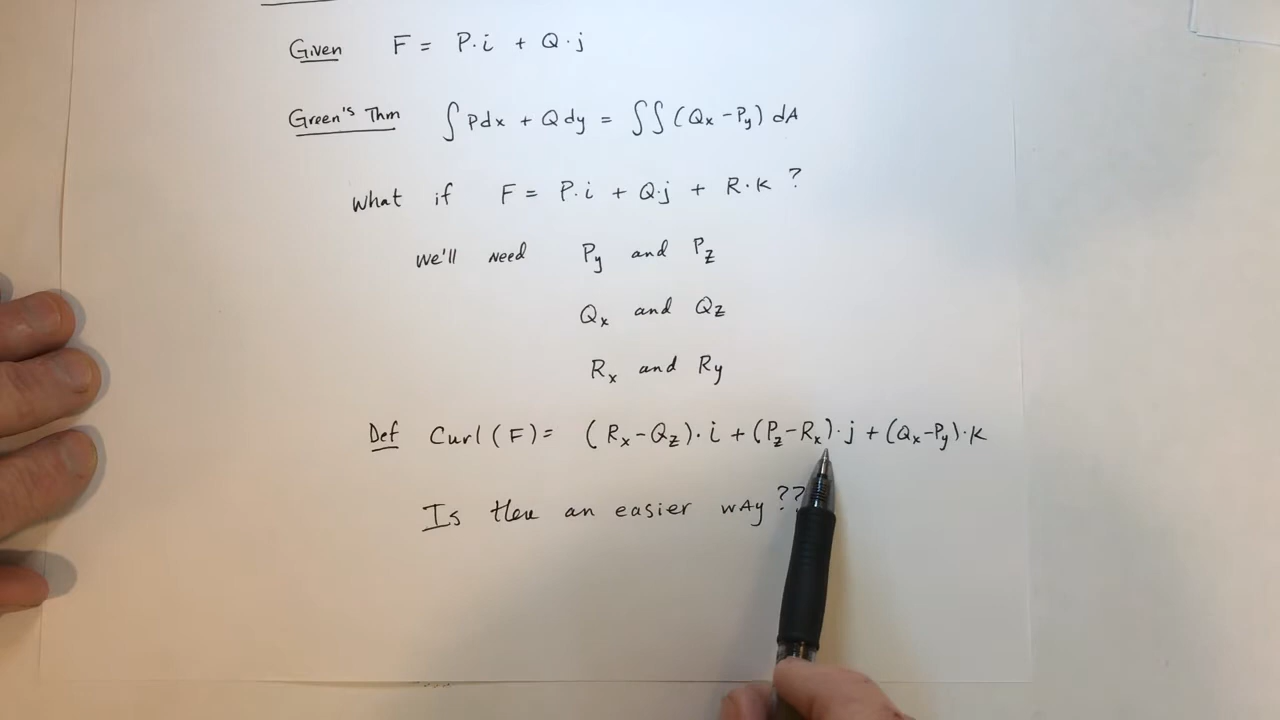 Given F = P·i + Q·j
Green's Thm ∫ Pdx + Qdy = ∫∫ (Qx - Py) dA
what if F = P·i + Q·j + R·k ?
we'll need Py and Pz
Qx and Qz
Rx and Ry
Def Curl (F) = (Rx - Qz)·i + (Pz - Rx)·j + (Qx - Py)·k
Is there an easier way ??